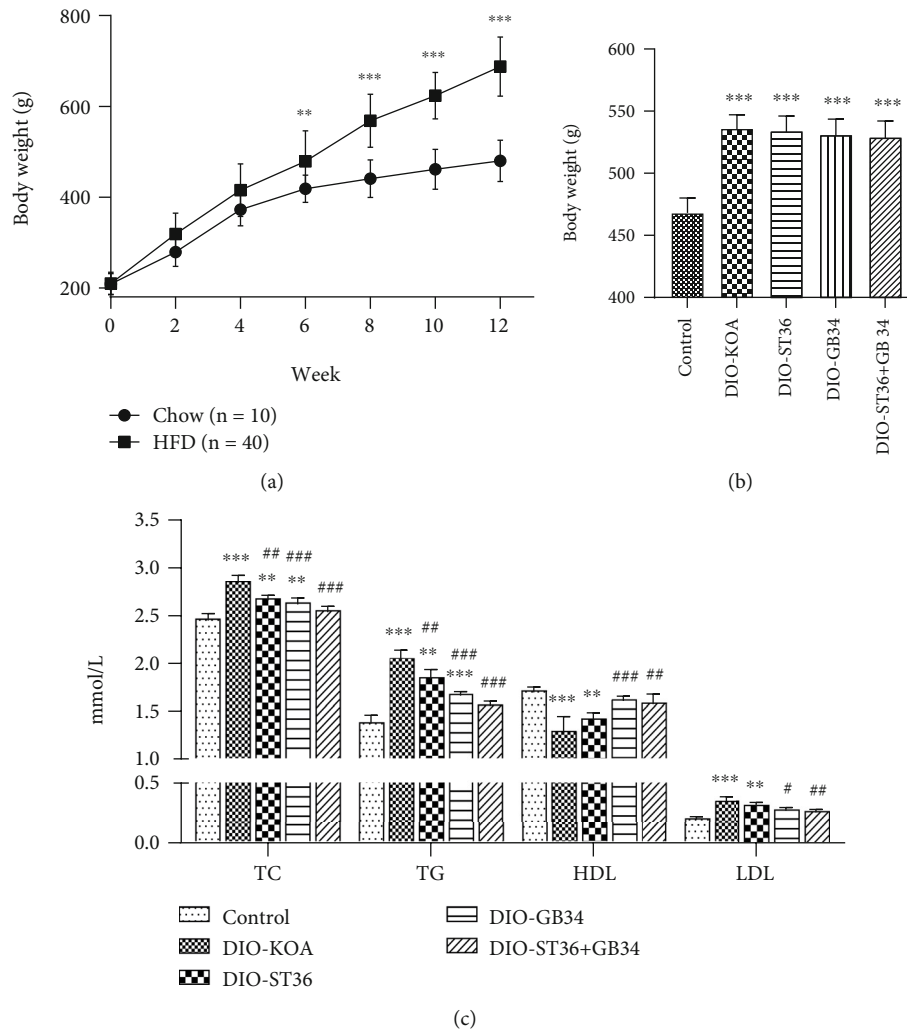 800
600
400
200
Body weight (g)
**
***
***
***
0
2
4
6
8
10
12
Week
Chow (n = 10)
HFD (n = 40)
(a)
600
550
500
450
400
Body weight (g)
***
***
***
***
Control
DIO-KOA
DIO-ST36
DIO-GB34
DIO-ST36+GB 34
(b)
3.5
3.0
2.5
2.0
1.5
1.0
0.5
0.0
mmol/L
***
##
**
###
**
###
***
##
**
###
***
###
***
**
###
##
***
**
#
##
TC
TG
HDL
LDL
Control
DIO-KOA
DIO-ST36
DIO-GB34
DIO-ST36+GB34
(c)